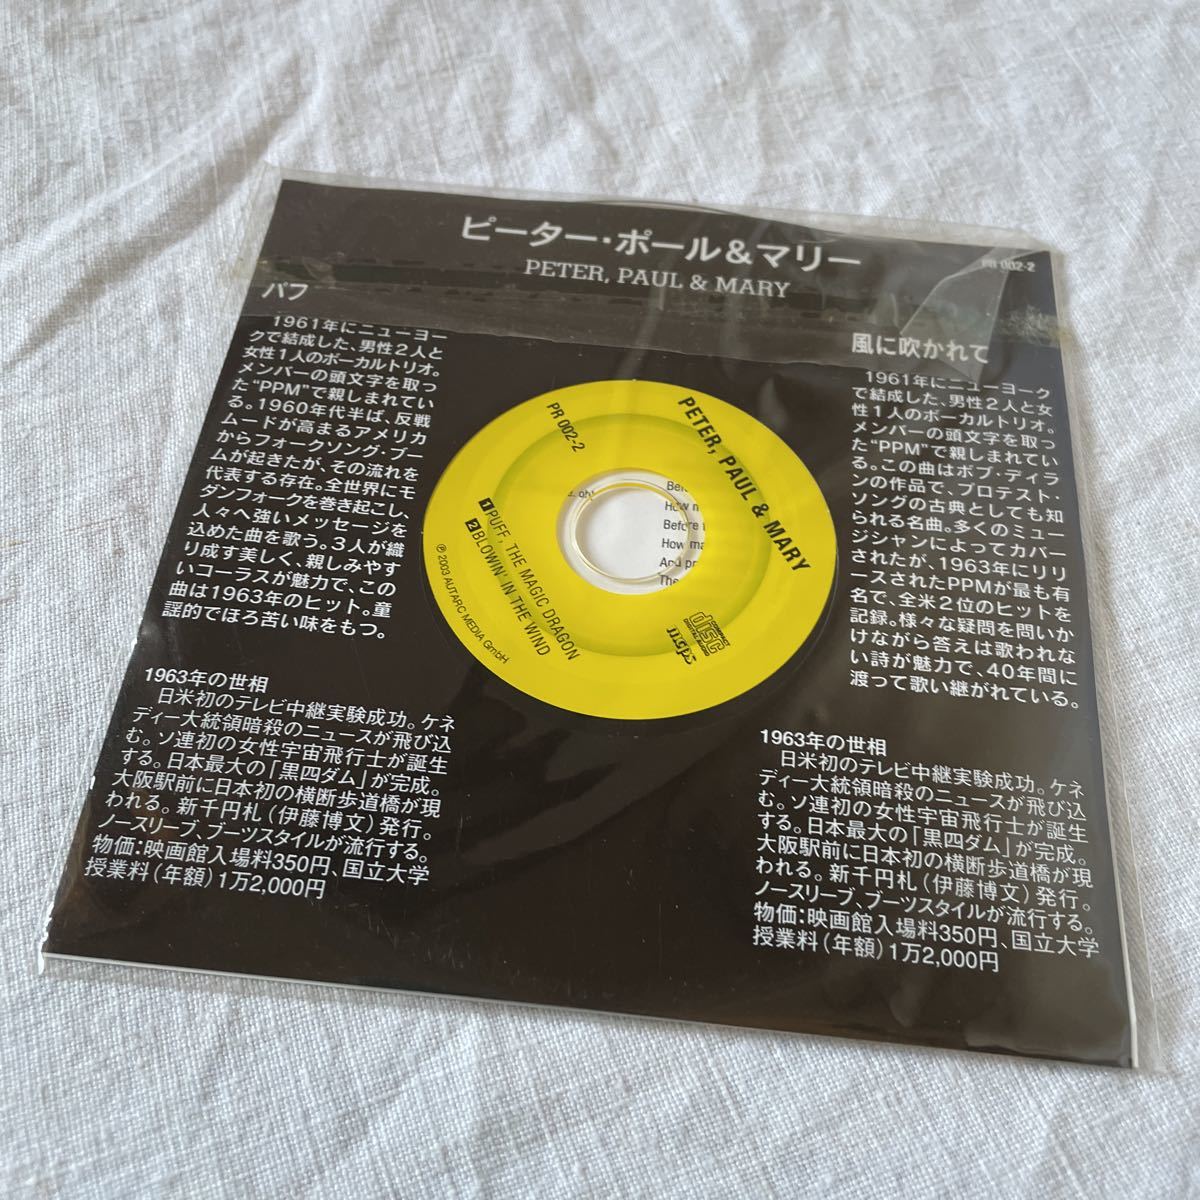 ピーター・ポール&マリー
PETER, PAUL & MARY
PR 002-2
パフ
1961年にニューヨー
クで結成した、男性2人と
女性1人のボーカルトリオ。
メンバーの頭文字を取っ
た“PPM”で親しまれてい
る。1960年代半ば、反戦
ムードが高まるアメリカ
からフォークソング・ブー
ムが起きたが、その流れを
代表する存在。全世界にモ
ダンフォークを巻き起こし、
人々へ強いメッセージを
込めた曲を歌う。3人が織
り成す美しく、親しみやす
いコーラスが魅力で、この
曲は1963年のヒット。童
謡的でほろ苦い味をもつ。
1963年の世相
日米初のテレビ中継実験成功。ケネ
ディー大統領暗殺のニュースが飛び込
む。ソ連初の女性宇宙飛行士が誕生
する。日本最大の「黒四ダム」が完成。
大阪駅前に日本初の横断歩道橋が現
われる。新千円札(伊藤博文)発行。
ノースリーブ、ブーツスタイルが流行する。
物価:映画館入場料350円、国立大学
授業料(年額)1万2,000円
PR 002-2
PETER, PAUL & MARY
1 PUFF, THE MAGIC DRAGON
2 BLOWIN' IN THE WIND
℗ 2003 AUTARC MEDIA GmbH
COMPACT
disc
DIGITAL AUDIO
mcps
oh!
Befo
How m
Before t
How ma
And pr
The
風に吹かれて
1961年にニューヨーク
で結成した、男性2人と女
性1人のボーカルトリオ。
メンバーの頭文字を取っ
た“PPM”で親しまれてい
る。この曲はボブ・ディラ
ンの作品で、プロテスト・
ソングの古典としても知
られる名曲。多くのミュー
ジシャンによってカバー
されたが、1963年にリリ
ースされたPPMが最も有
名で、全米2位のヒットを
記録。様々な疑問を問いか
けながら答えは歌われな
い詩が魅力で、40年間に
渡って歌い継がれている。
1963年の世相
日米初のテレビ中継実験成功。ケネ
ディー大統領暗殺のニュースが飛び込
む。ソ連初の女性宇宙飛行士が誕生
する。日本最大の「黒四ダム」が完成。
大阪駅前に日本初の横断歩道橋が現
われる。新千円札(伊藤博文)発行。
ノースリーブ、ブーツスタイルが流行する。
物価:映画館入場料350円、国立大学
授業料(年額)1万2,000円